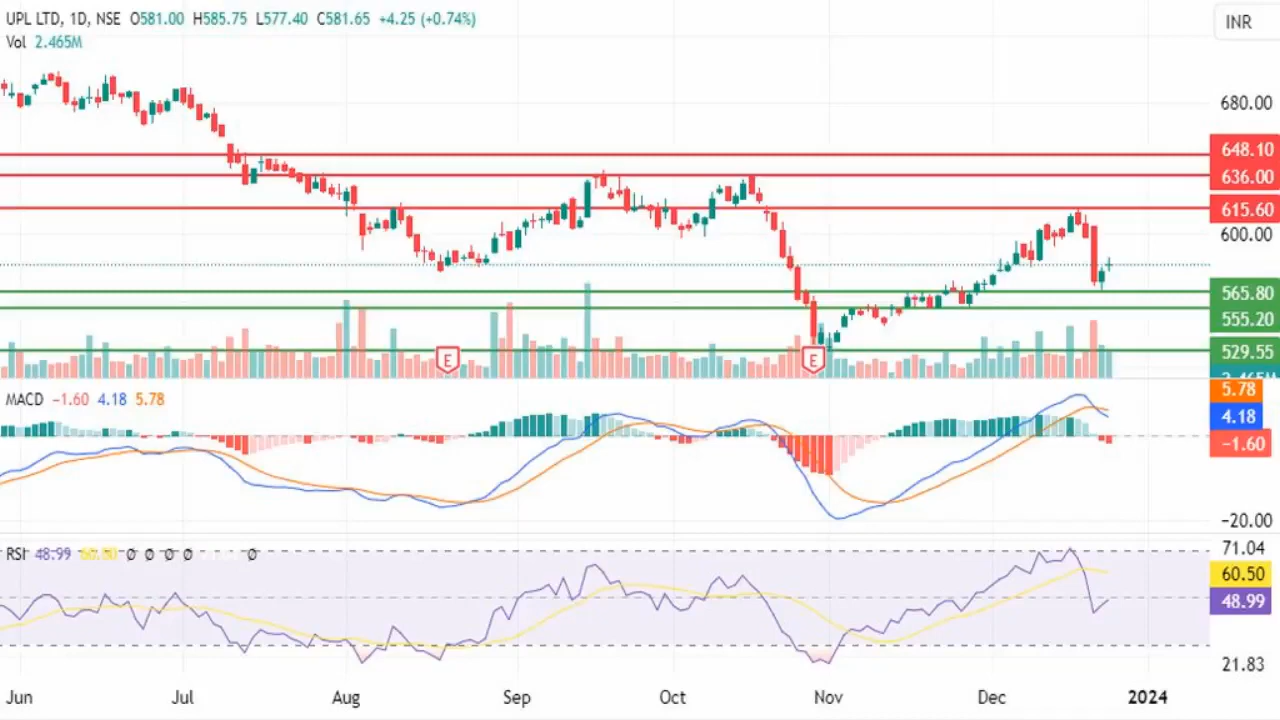 UPL LTD, 1D, NSE O581.00 H585.75 L577.40 C581.65 +4.25 (+0.74%)
INR
Vol 2.465M
680.00
648.10
636.00
615.60
600.00
565.80
555.20
529.55
E
E
MACD −1.60 4.18 5.78
5.78
4.18
−1.60
−20.00
RSI 48.99 60.50 Ø Ø Ø Ø Ø
71.04
60.50
48.99
21.83
Jun Jul Aug Sep Oct Nov Dec 2024